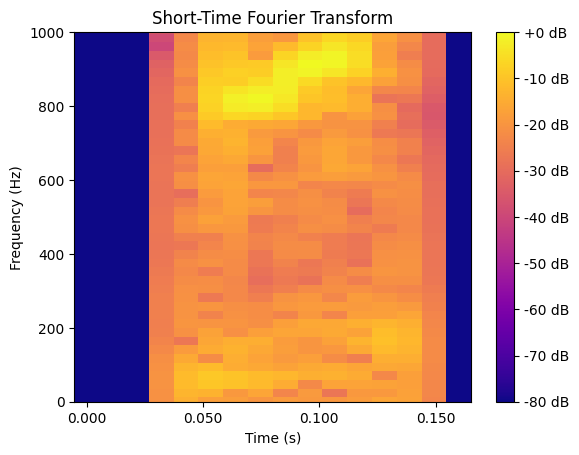 Short-Time Fourier Transform
Frequency (Hz)
1000
800
600
400
200
0
0.000
0.050
0.100
0.150
Time (s)
+0 dB
-10 dB
-20 dB
-30 dB
-40 dB
-50 dB
-60 dB
-70 dB
-80 dB